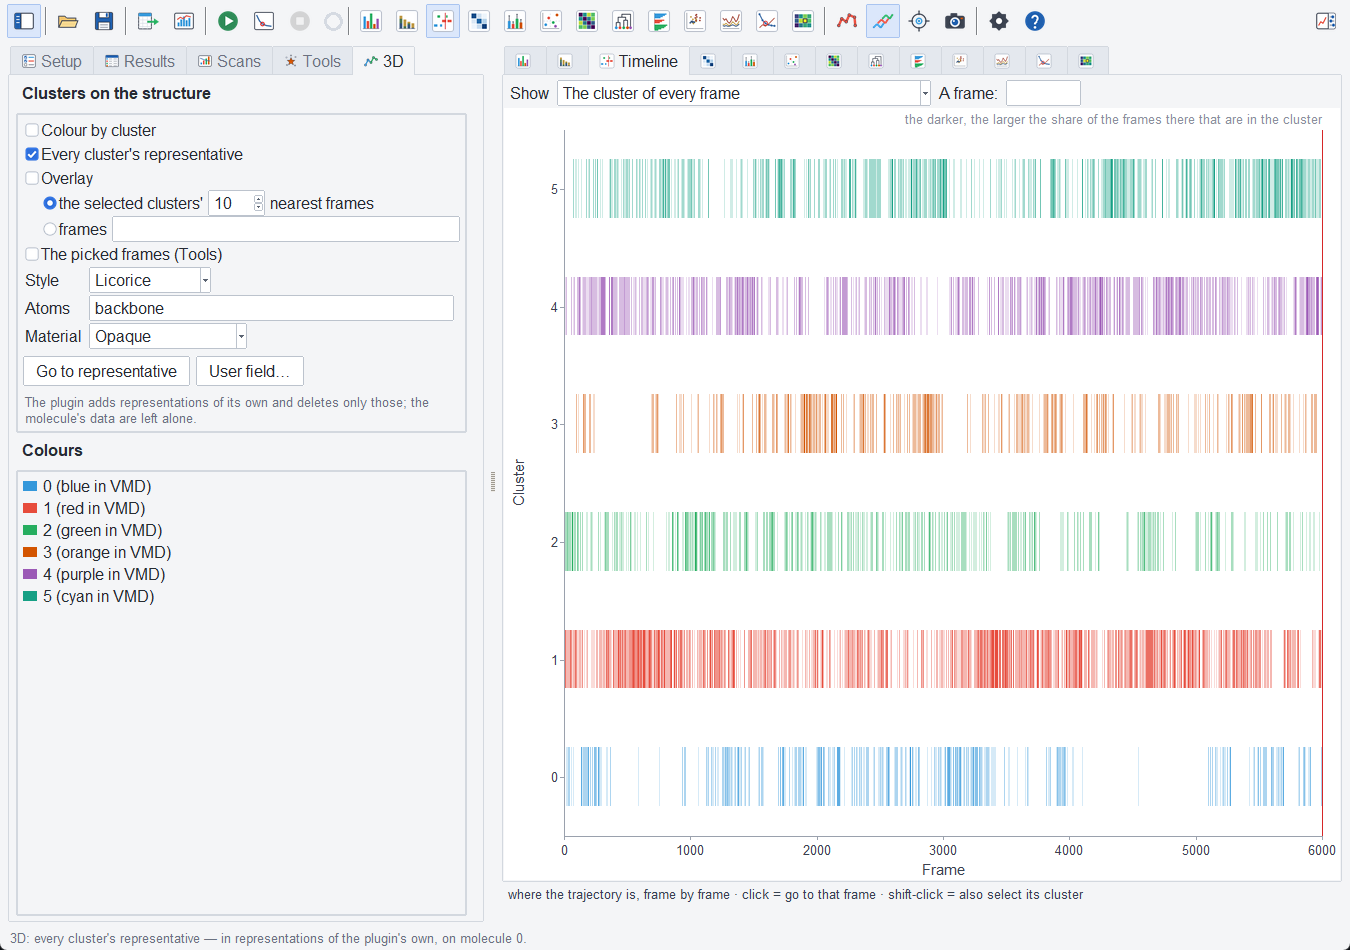 Setup
Results
Scans
Tools
3D
Timeline
Clusters on the structure
Colour by cluster
Every cluster's representative
Overlay
the selected clusters' 10 nearest frames
frames
The picked frames (Tools)
Style Licorice
Atoms backbone
Material Opaque
Go to representative
User field...
The plugin adds representations of its own and deletes only those; the
molecule's data are left alone.
Colours
0 (blue in VMD)
1 (red in VMD)
2 (green in VMD)
3 (orange in VMD)
4 (purple in VMD)
5 (cyan in VMD)
Show The cluster of every frame A frame:
the darker, the larger the share of the frames there that are in the cluster
5
4
3
2
1
0
Cluster
0 1000 2000 3000 4000 5000 6000
Frame
where the trajectory is, frame by frame · click = go to that frame · shift-click = also select its cluster
3D: every cluster's representative — in representations of the plugin's own, on molecule 0.